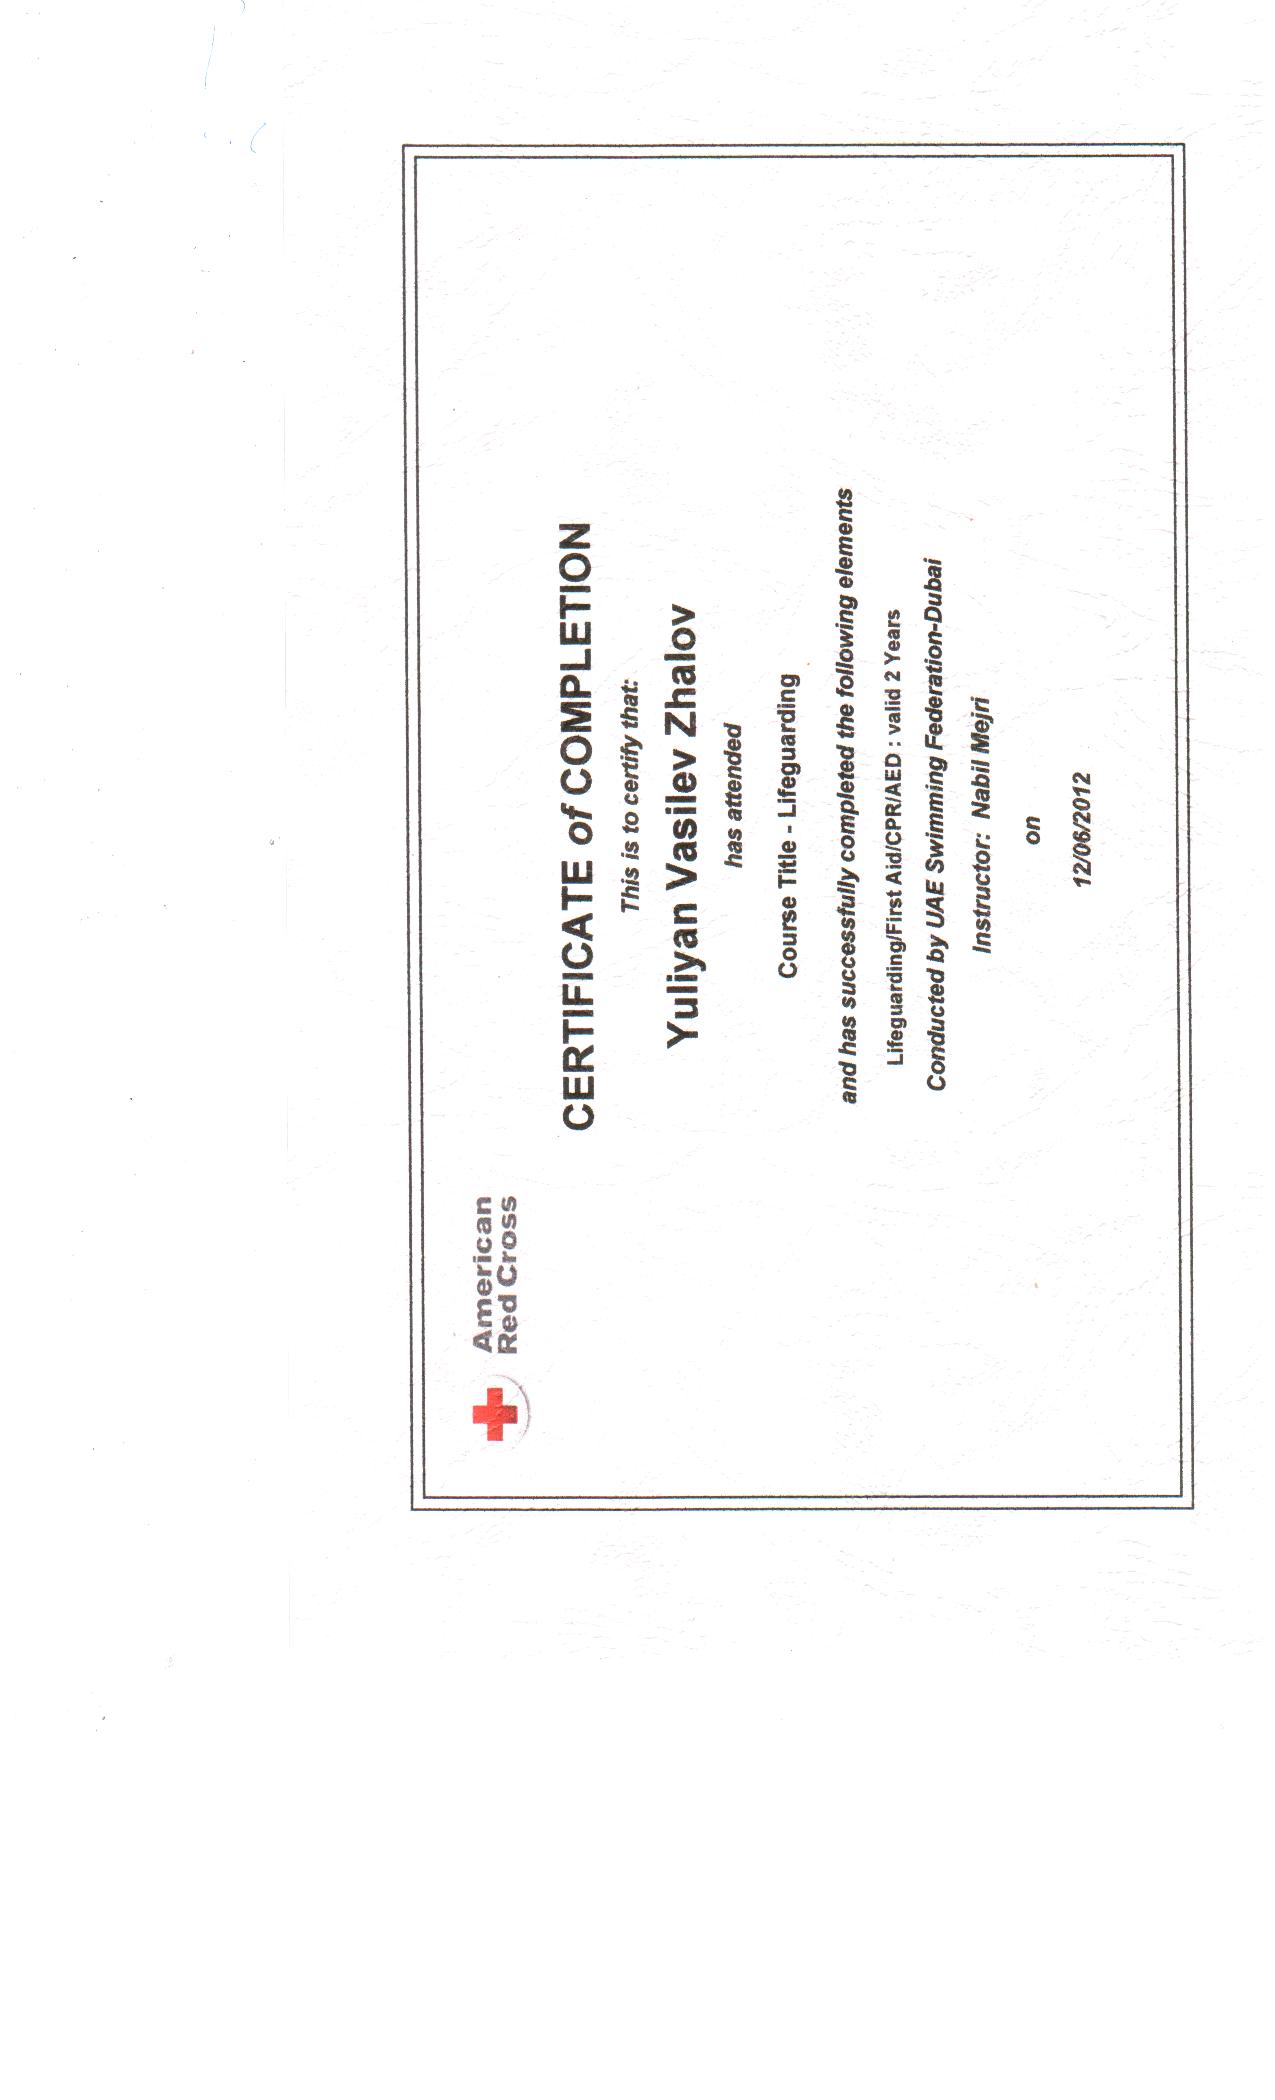 American
Red Cross
CERTIFICATE of COMPLETION
This is to certify that:
Yuliyan Vasilev Zhalov
has attended
Course Title - Lifeguarding
and has successfully completed the following elements
Lifeguarding/First Aid/CPR/AED : valid 2 Years
Conducted by UAE Swimming Federation-Dubai
Instructor: Nabil Mejri
on
12/06/2012